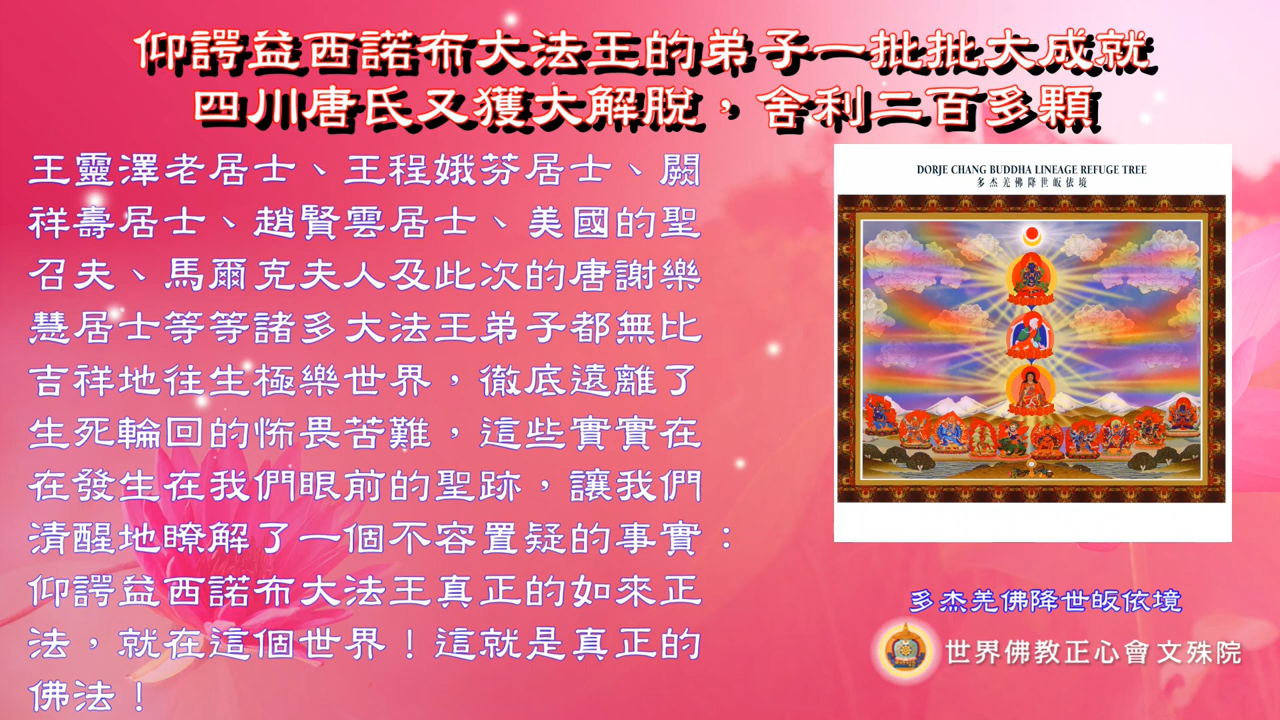 仰諤益西諾布大法王的弟子一批批大成就
四川唐氏又獲大解脫，舍利二百多顆
王靈澤老居士、王程娥芬居士、闕
祥壽居士、趙賢雲居士、美國的聖
召夫、馬爾克夫人及此次的唐謝樂
慧居士等等諸多大法王弟子都無比
吉祥地往生極樂世界，徹底遠離了
生死輪回的怖畏苦難，這些實實在
在發生在我們眼前的聖跡，讓我們
清醒地瞭解了一個不容置疑的事實：
仰諤益西諾布大法王真正的如來正
法，就在這個世界！這就是真正的
佛法！
DORJE CHANG BUDDHA LINEAGE REFUGE TREE
多杰羌佛降世皈依境
多杰羌佛降世皈依境
世界佛教正心會文殊院